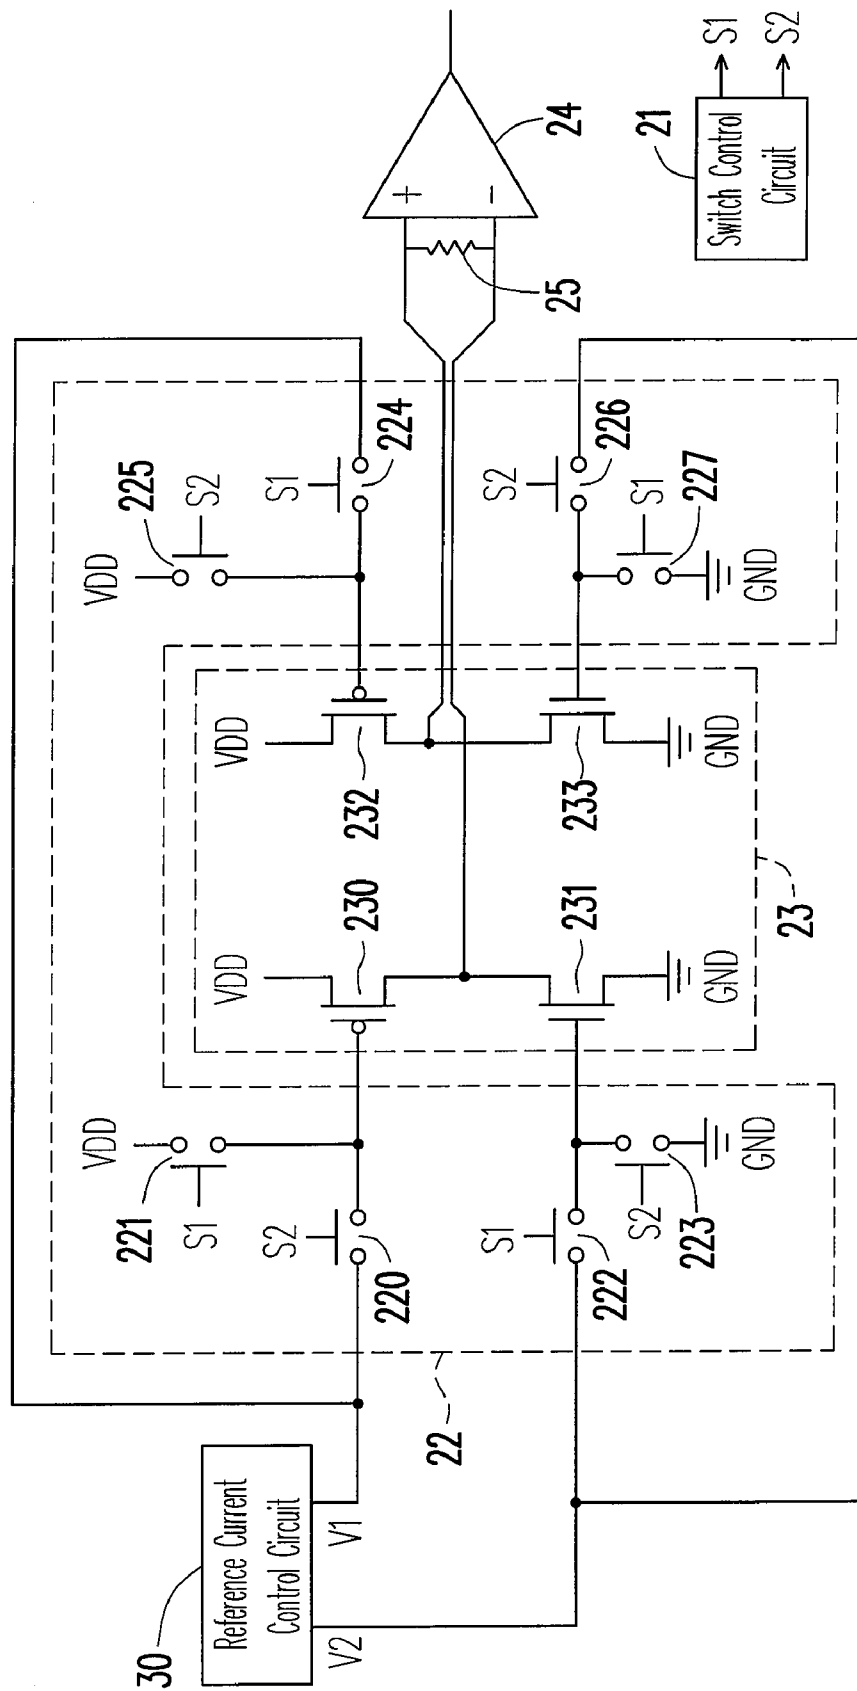 30
Reference Current
Control Circuit
V2
V1
22
VDD
221
S1
S2
220
S1
222
S2
223
GND
VDD
230
231
GND
23
VDD
232
233
GND
VDD
225
S2
S1
224
S2
226
S1
227
GND
25
+
-
24
21
Switch Control
Circuit
S1
S2